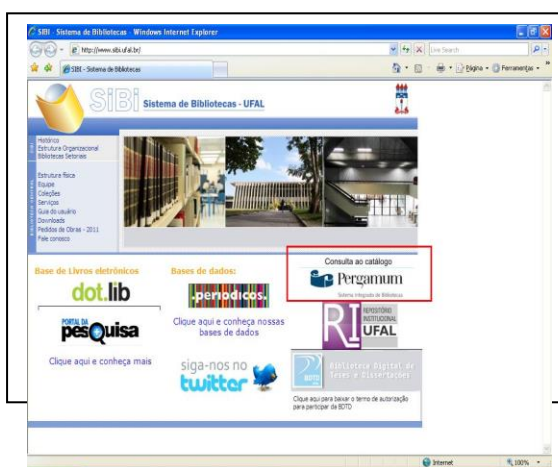 SIBI - Sistema de Bibliotecas - Windows Internet Explorer
http://www.sibi.ufal.br/
Live Search
SIBI - Sistema de Bibliotecas
Página
Ferramentas
SiBi Sistema de Bibliotecas - UFAL
Histórico
Estrutura Organizacional
Bibliotecas Setoriais
Estrutura física
Equipe
Coleções
Serviços
Guia do usuário
Downloads
Pedidos de Obras - 2011
Fale conosco
Consulta ao catálogo
Pergamum
Sistema Integrado de Bibliotecas
Base de Livros eletrônicos
Bases de dados:
dot.lib
.periodicos.
RI REPOSITÓRIO INSTITUCIONAL
UFAL
PORTAL DA
pesQuisa
Clique aqui e conheça nossas
bases de dados
Clique aqui e conheça mais
siga-nos no
twitter
BDTD
Biblioteca Digital de
Teses e Dissertações
Clique aqui para baixar o termo de autorização
para participar da BDTD
Internet
100%